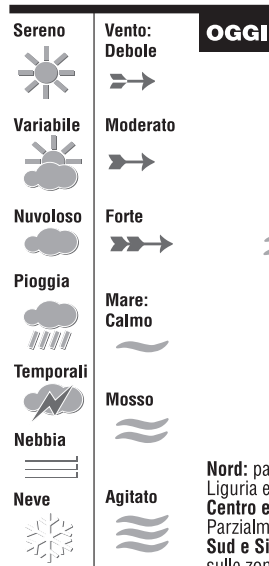 Sereno
Variabile
Nuvoloso
Pioggia
Temporali
Nebbia
Neve
Vento:
Debole
Moderato
Forte
Mare:
Calmo
Mosso
Agitato
OGGI
Nord:
Liguria e
Centro e
Sud e
sulle